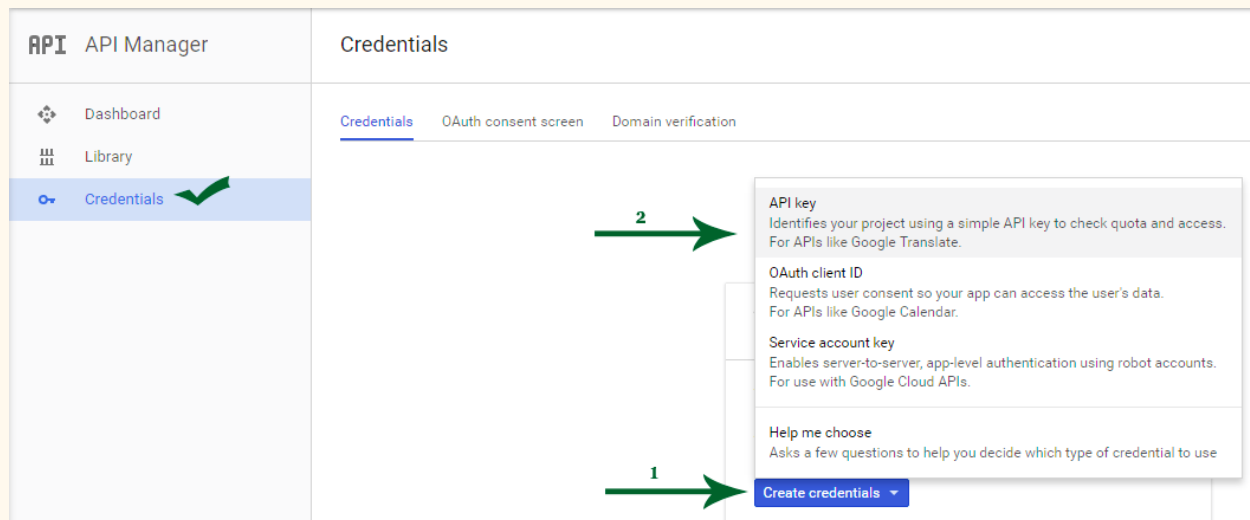 API API Manager
Credentials
Dashboard
Library
Credentials
Credentials OAuth consent screen Domain verification
2
API key
Identifies your project using a simple API key to check quota and access.
For APIs like Google Translate.
OAuth client ID
Requests user consent so your app can access the user's data.
For APIs like Google Calendar.
Service account key
Enables server-to-server, app-level authentication using robot accounts.
For use with Google Cloud APIs.
Help me choose
Asks a few questions to help you decide which type of credential to use
1
Create credentials